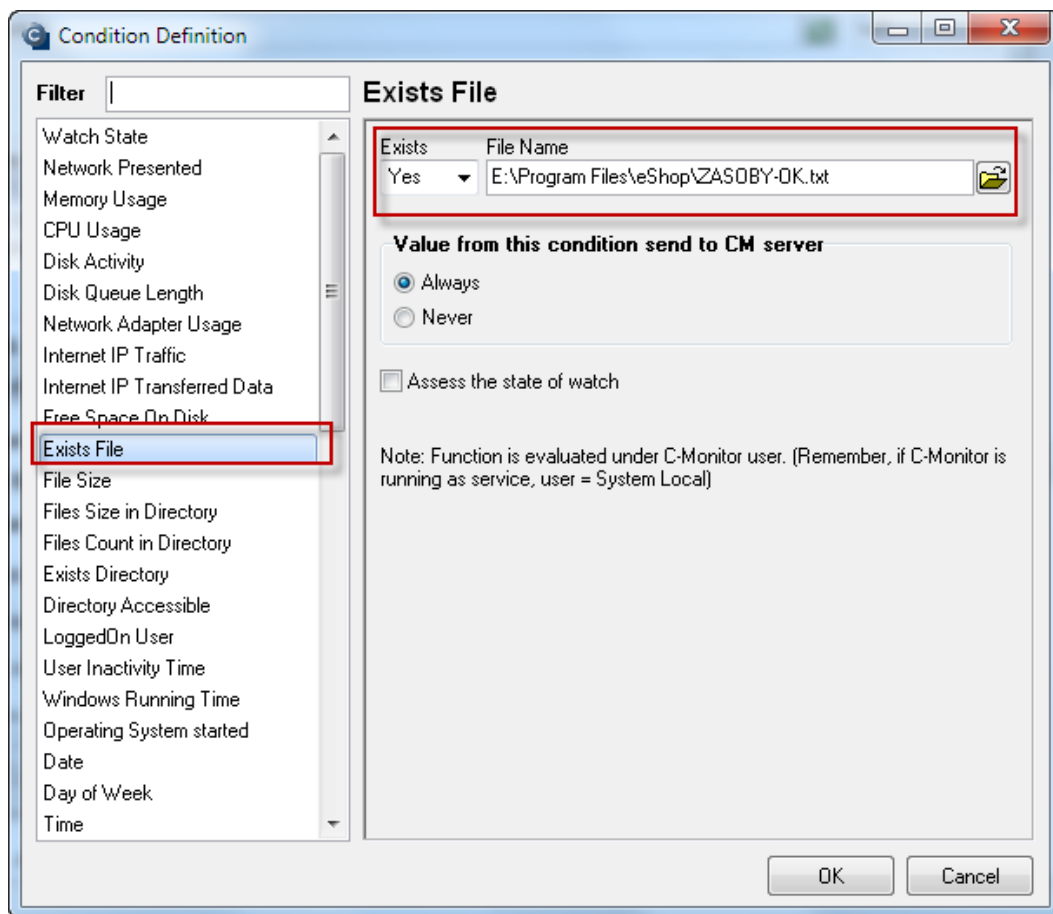 Condition Definition
Filter
Exists File
Watch State
Network Presented
Memory Usage
CPU Usage
Disk Activity
Disk Queue Length
Network Adapter Usage
Internet IP Traffic
Internet IP Transferred Data
Free Space On Disk
Exists File
File Size
Files Size in Directory
Files Count in Directory
Exists Directory
Directory Accessible
LoggedOn User
User Inactivity Time
Windows Running Time
Operating System started
Date
Day of Week
Time
Exists File Name
Yes E:\Program Files\eShop\ZASOBY-OK.txt
Value from this condition send to CM server
Always
Never
Assess the state of watch
Note: Function is evaluated under C-Monitor user. (Remember, if C-Monitor is
running as service, user = System Local)
OK Cancel